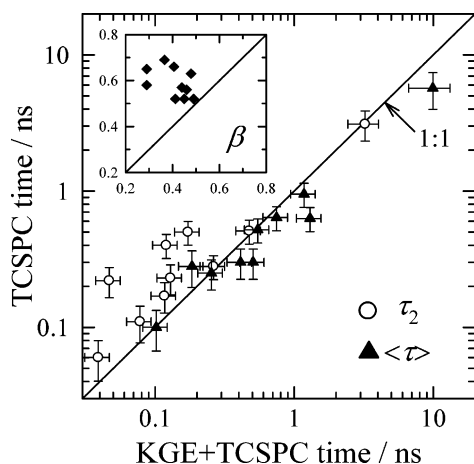 10
1
0.1
0.8
0.6
0.4
0.2
0.2 0.4 0.6 0.8
β
1:1
τ2
<τ>
0.1 1 10
TCSPC time / ns
KGE+TCSPC time / ns